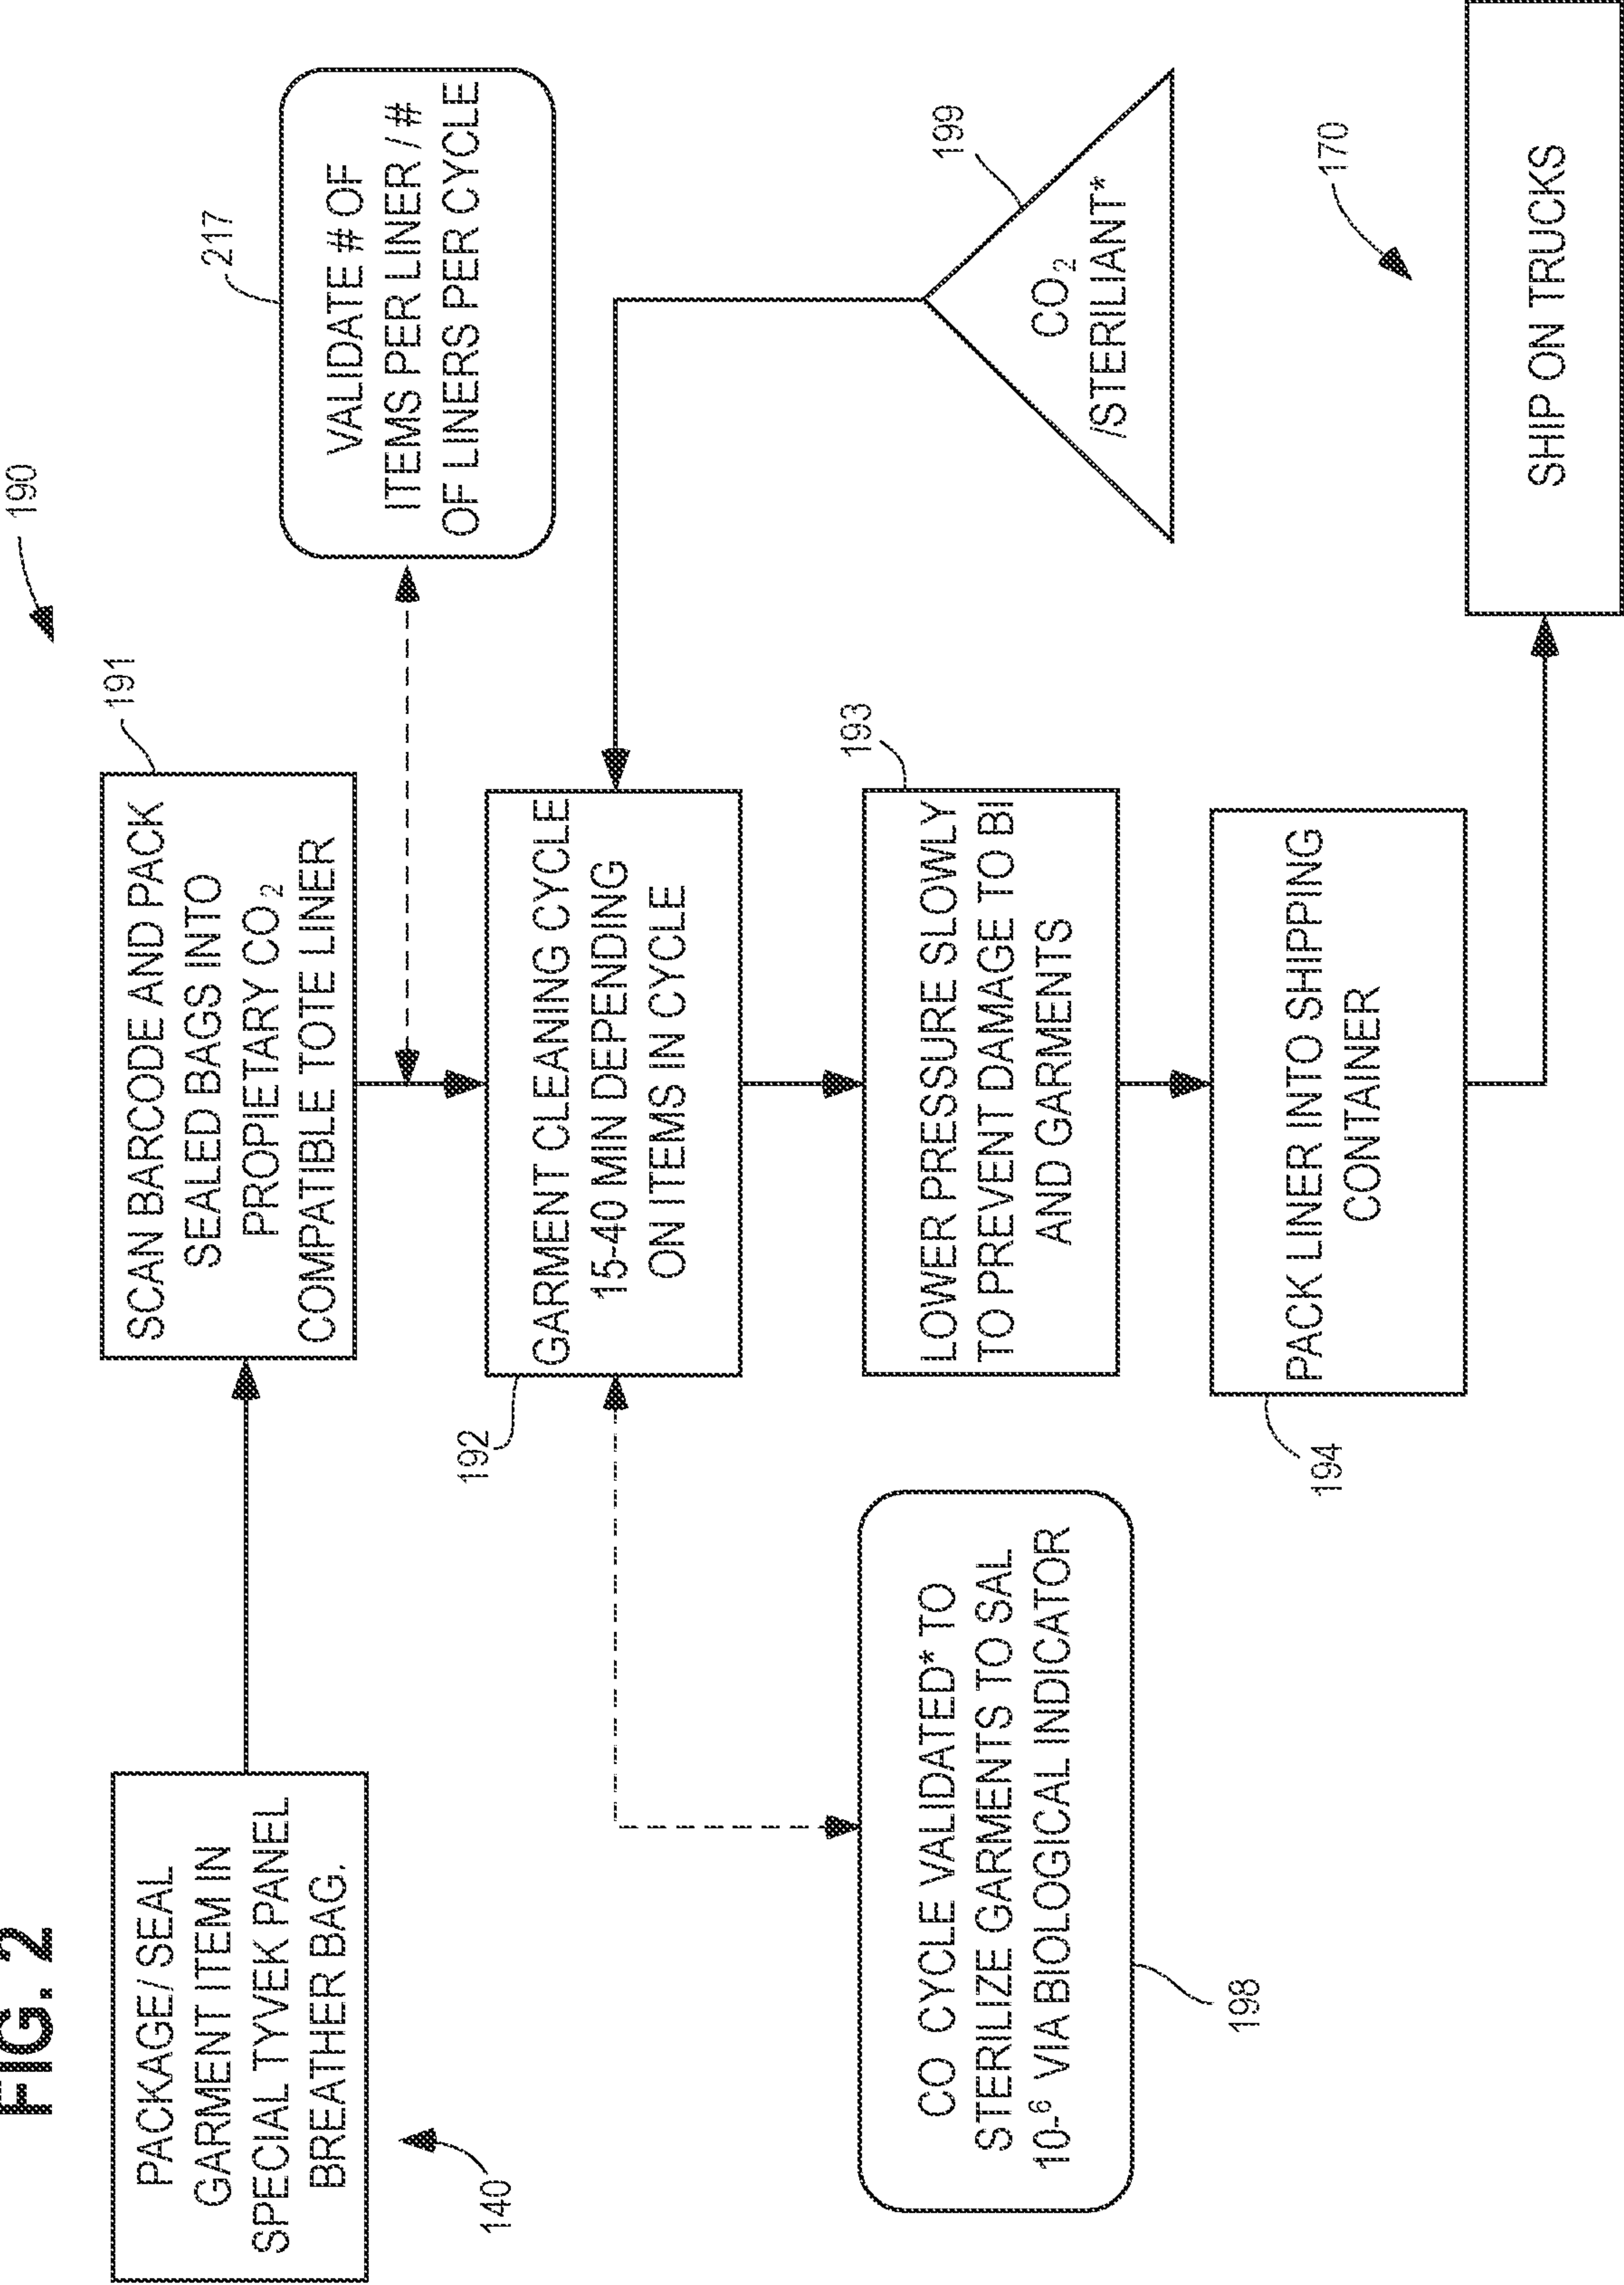 FIG. 2
190
PACKAGE/ SEAL
GARMENT ITEM IN
SPECIAL TYVEK PANEL
BREATHER BAG.
140
SCAN BARCODE AND PACK
SEALED BAGS INTO
PROPIETARY CO2
COMPATIBLE TOTE LINER
191
VALIDATE # OF
ITEMS PER LINER / #
OF LINERS PER CYCLE
217
GARMENT CLEANING CYCLE
15-40 MIN DEPENDING
ON ITEMS IN CYCLE
192
CO CYCLE VALIDATED* TO
STERILIZE GARMENTS TO SAL
10-⁶ VIA BIOLOGICAL INDICATOR
198
CO2
/STERILIANT*
199
LOWER PRESSURE SLOWLY
TO PREVENT DAMAGE TO BI
AND GARMENTS
193
PACK LINER INTO SHIPPING
CONTAINER
194
SHIP ON TRUCKS
170